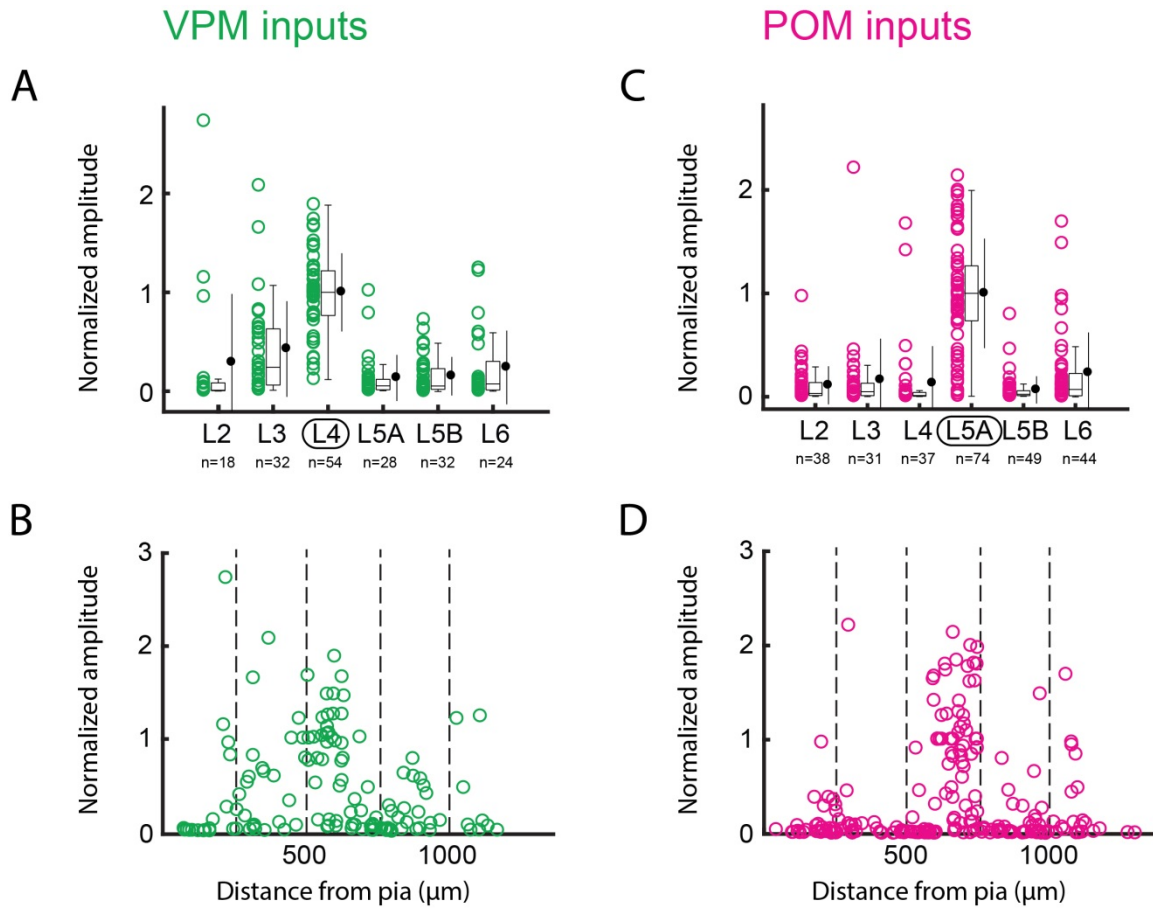 VPM inputs
POM inputs
A
Normalized amplitude
2
1
0
L2 L3 L4 L5A L5B L6
n=18 n=32 n=54 n=28 n=32 n=24
C
Normalized amplitude
2
1
0
L2 L3 L4 L5A L5B L6
n=38 n=31 n=37 n=74 n=49 n=44
B
Normalized amplitude
3
2
1
0
500 1000
Distance from pia (µm)
D
Normalized amplitude
3
2
1
0
500 1000
Distance from pia (µm)